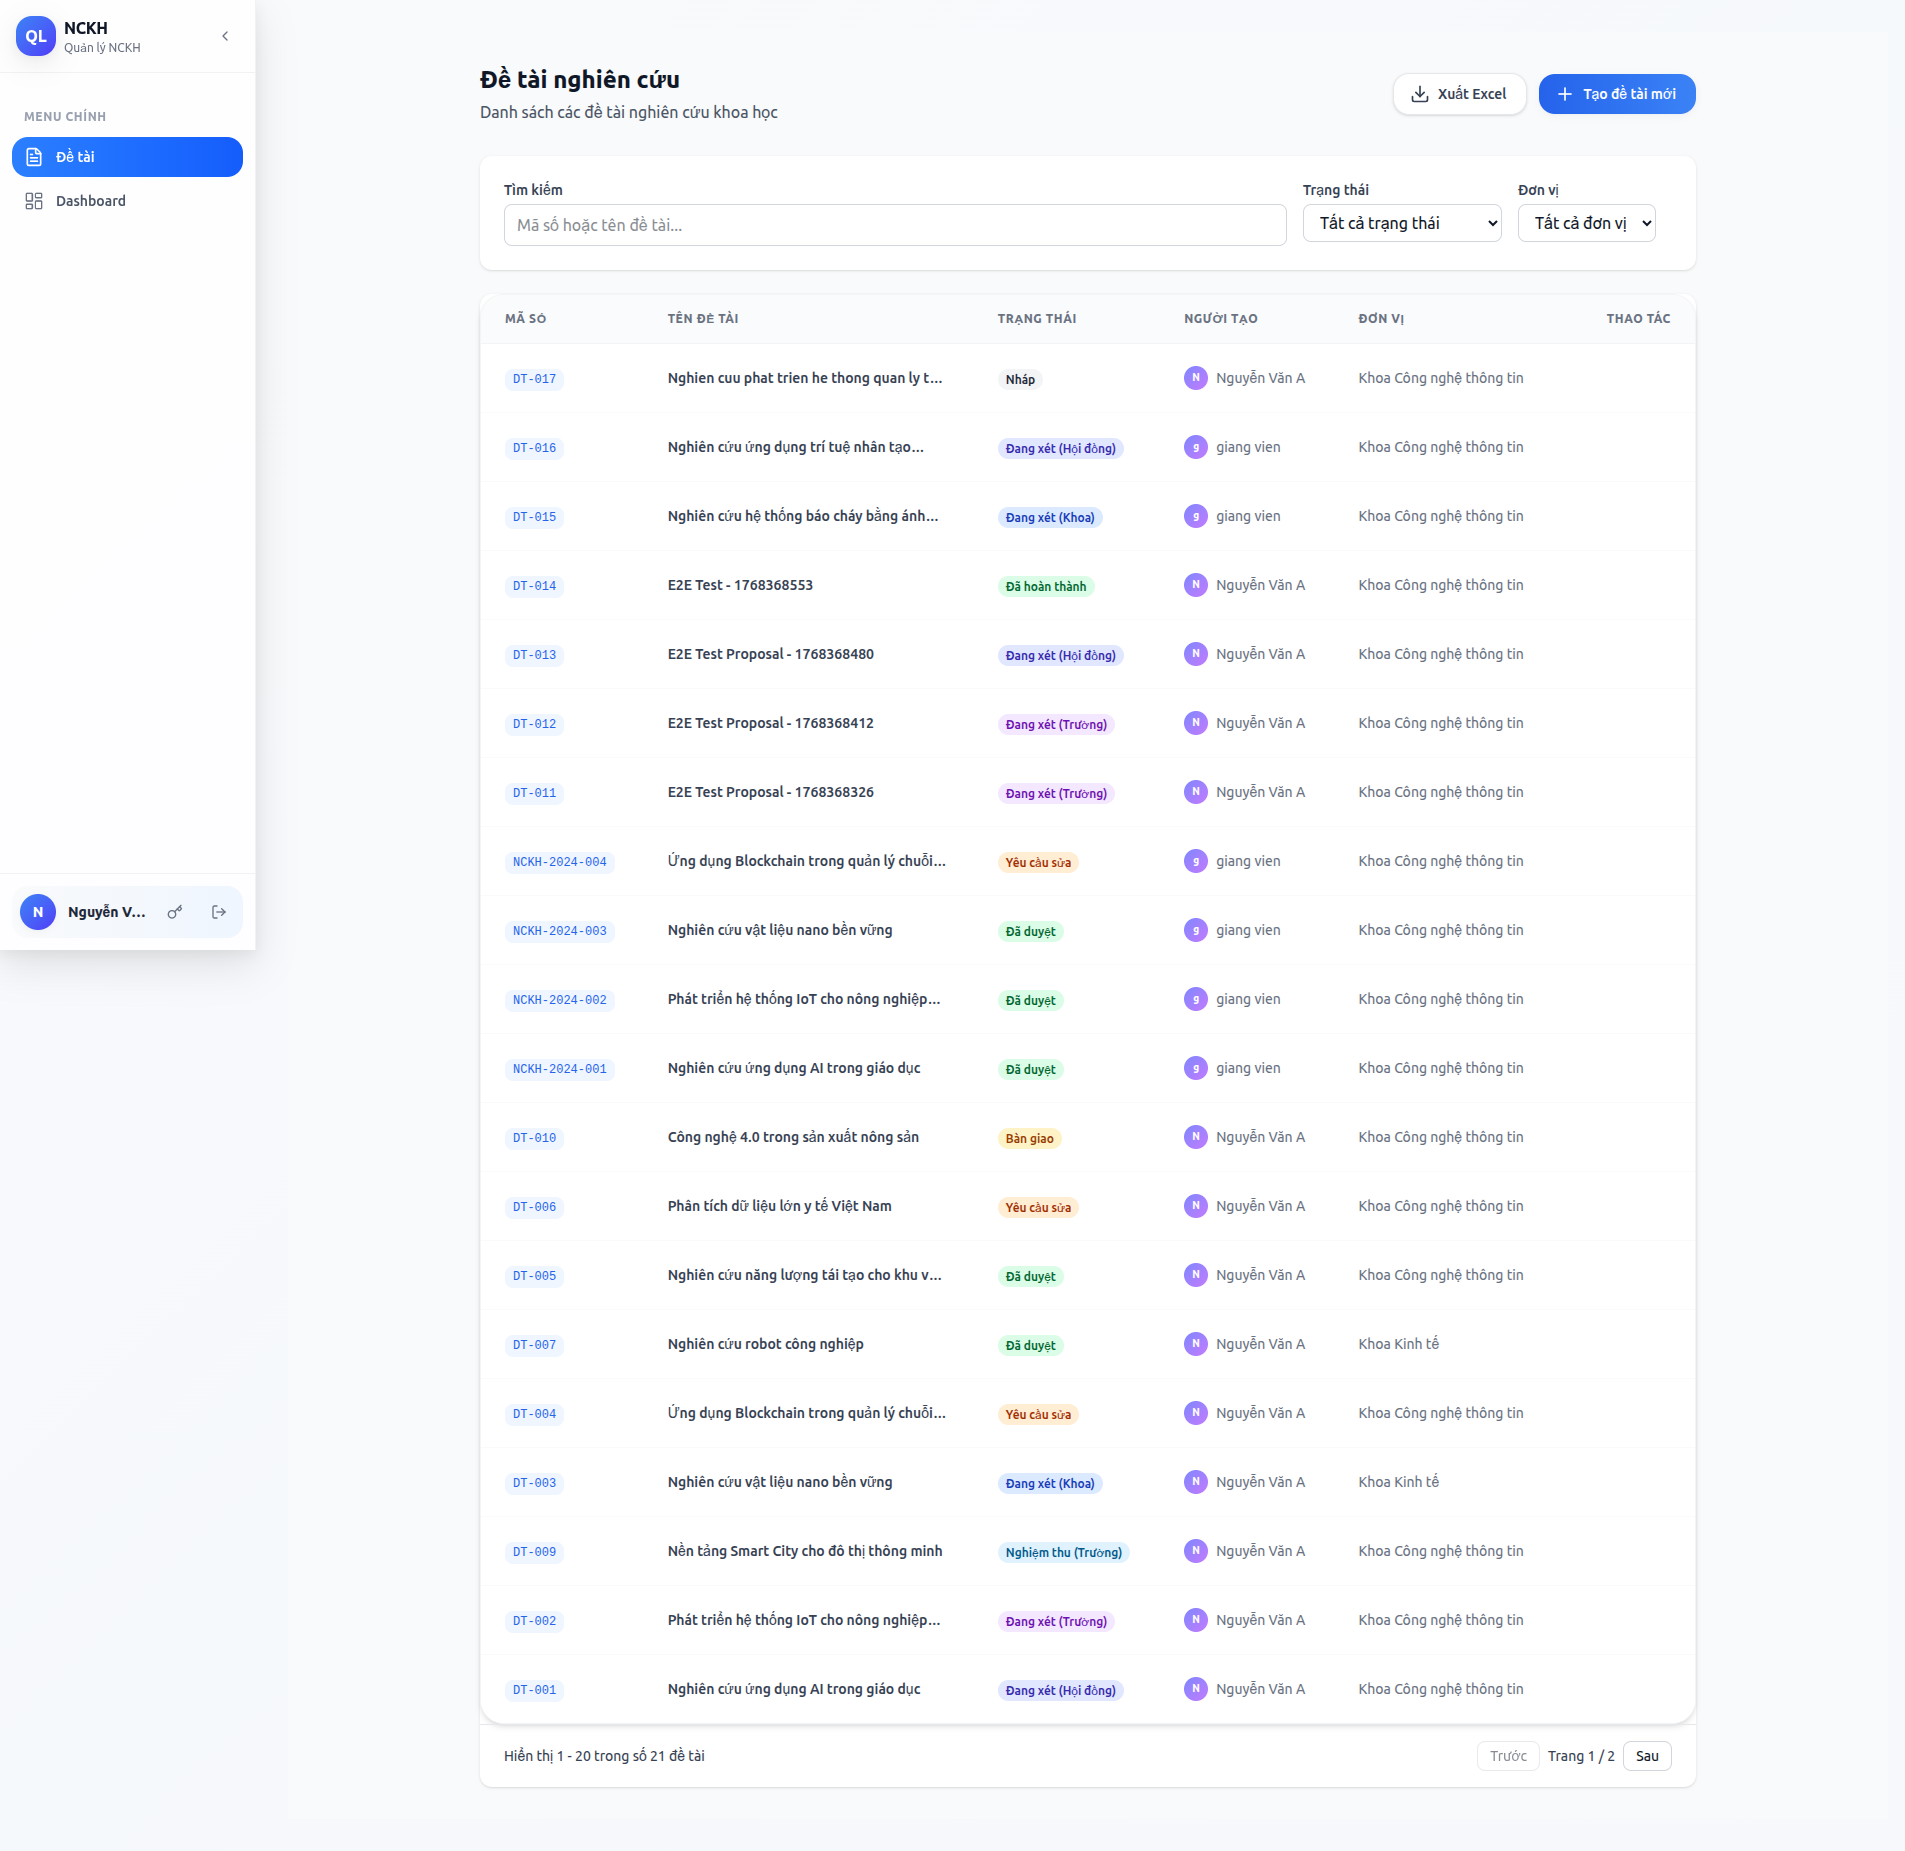 QL
NCKH
Quản lý NCKH
MENU CHÍNH
Đề tài
Dashboard
N
Nguyễn V...
Đề tài nghiên cứu
Danh sách các đề tài nghiên cứu khoa học
Xuất Excel
Tạo đề tài mới
Tìm kiếm
Trạng thái
Đơn vị
Mã số hoặc tên đề tài...
Tất cả trạng thái
Tất cả đơn vị
MÃ SỐ TÊN ĐỀ TÀI TRẠNG THÁI NGƯỜI TẠO ĐƠN VỊ THAO TÁC
DT-017 Nghien cuu phat trien he thong quan ly t... Nháp N Nguyễn Văn A Khoa Công nghệ thông tin
DT-016 Nghiên cứu ứng dụng trí tuệ nhân tạo... Đang xét (Hội đồng) g giang vien Khoa Công nghệ thông tin
DT-015 Nghiên cứu hệ thống báo cháy bằng ánh... Đang xét (Khoa) g giang vien Khoa Công nghệ thông tin
DT-014 E2E Test - 1768368553 Đã hoàn thành N Nguyễn Văn A Khoa Công nghệ thông tin
DT-013 E2E Test Proposal - 1768368480 Đang xét (Hội đồng) N Nguyễn Văn A Khoa Công nghệ thông tin
DT-012 E2E Test Proposal - 1768368412 Đang xét (Trường) N Nguyễn Văn A Khoa Công nghệ thông tin
DT-011 E2E Test Proposal - 1768368326 Đang xét (Trường) N Nguyễn Văn A Khoa Công nghệ thông tin
NCKH-2024-004 Ứng dụng Blockchain trong quản lý chuỗi... Yêu cầu sửa g giang vien Khoa Công nghệ thông tin
NCKH-2024-003 Nghiên cứu vật liệu nano bền vững Đã duyệt g giang vien Khoa Công nghệ thông tin
NCKH-2024-002 Phát triển hệ thống IoT cho nông nghiệp... Đã duyệt g giang vien Khoa Công nghệ thông tin
NCKH-2024-001 Nghiên cứu ứng dụng AI trong giáo dục Đã duyệt g giang vien Khoa Công nghệ thông tin
DT-010 Công nghệ 4.0 trong sản xuất nông sản Bàn giao N Nguyễn Văn A Khoa Công nghệ thông tin
DT-006 Phân tích dữ liệu lớn y tế Việt Nam Yêu cầu sửa N Nguyễn Văn A Khoa Công nghệ thông tin
DT-005 Nghiên cứu năng lượng tái tạo cho khu v... Đã duyệt N Nguyễn Văn A Khoa Công nghệ thông tin
DT-007 Nghiên cứu robot công nghiệp Đã duyệt N Nguyễn Văn A Khoa Kinh tế
DT-004 Ứng dụng Blockchain trong quản lý chuỗi... Yêu cầu sửa N Nguyễn Văn A Khoa Công nghệ thông tin
DT-003 Nghiên cứu vật liệu nano bền vững Đang xét (Khoa) N Nguyễn Văn A Khoa Kinh tế
DT-009 Nền tảng Smart City cho đô thị thông minh Nghiệm thu (Trường) N Nguyễn Văn A Khoa Công nghệ thông tin
DT-002 Phát triển hệ thống IoT cho nông nghiệp... Đang xét (Trường) N Nguyễn Văn A Khoa Công nghệ thông tin
DT-001 Nghiên cứu ứng dụng AI trong giáo dục Đang xét (Hội đồng) N Nguyễn Văn A Khoa Công nghệ thông tin
Hiển thị 1 - 20 trong số 21 đề tài
Trước Trang 1 / 2 Sau